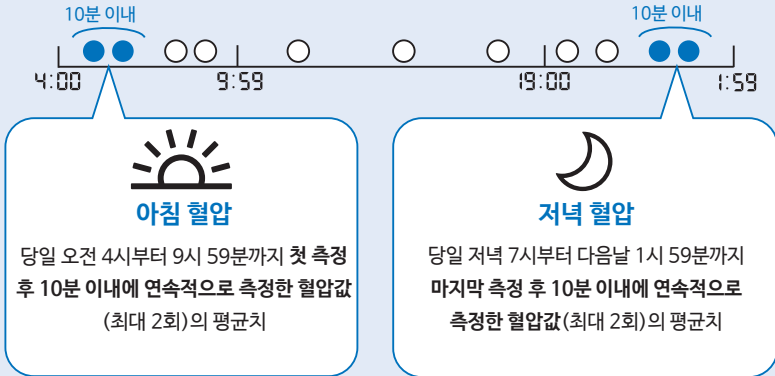 10분 이내 10분 이내
4:00 9:59 19:00 1:59
아침 혈압
당일 오전 4시부터 9시 59분까지 첫 측정
후 10분 이내에 연속적으로 측정한 혈압값
(최대 2회)의 평균치
저녁 혈압
당일 저녁 7시부터 다음날 1시 59분까지
마지막 측정 후 10분 이내에 연속적으로
측정한 혈압값(최대 2회)의 평균치